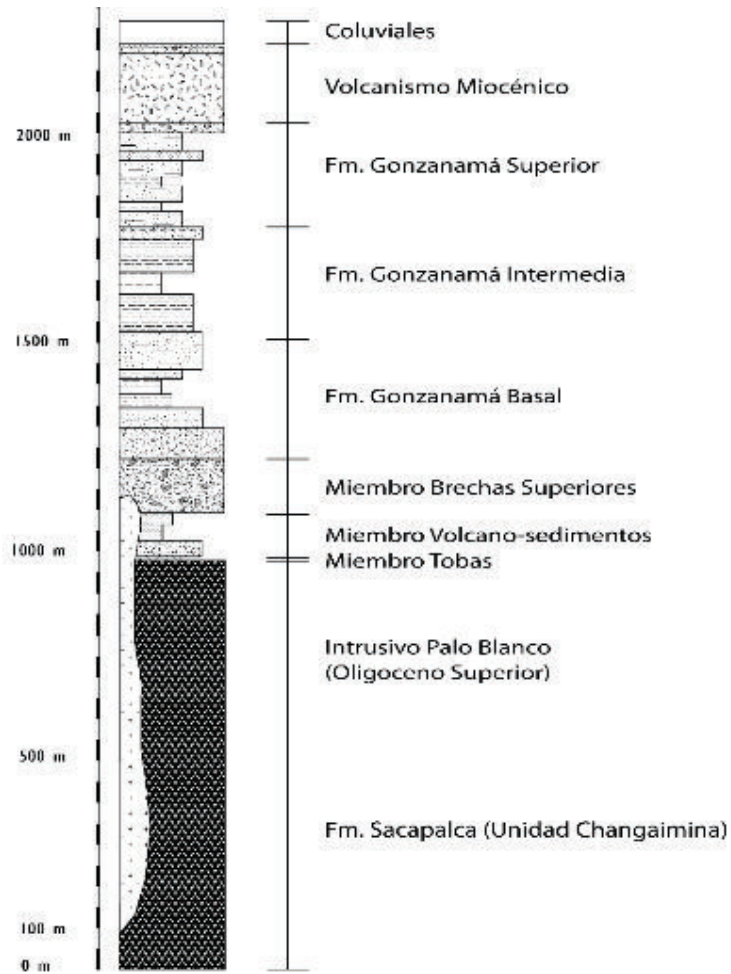 Coluviales
Volcanismo Miocénico
2000 m
Fm. Gonzanamá Superior
Fm. Gonzanamá Intermedia
1500 m
Fm. Gonzanamá Basal
Miembro Brechas Superiores
Miembro Volcano-sedimentos
1000 m
Miembro Tobas
Intrusivo Palo Blanco
(Oligoceno Superior)
500 m
Fm. Sacapalca (Unidad Changaimina)
100 m
0 m